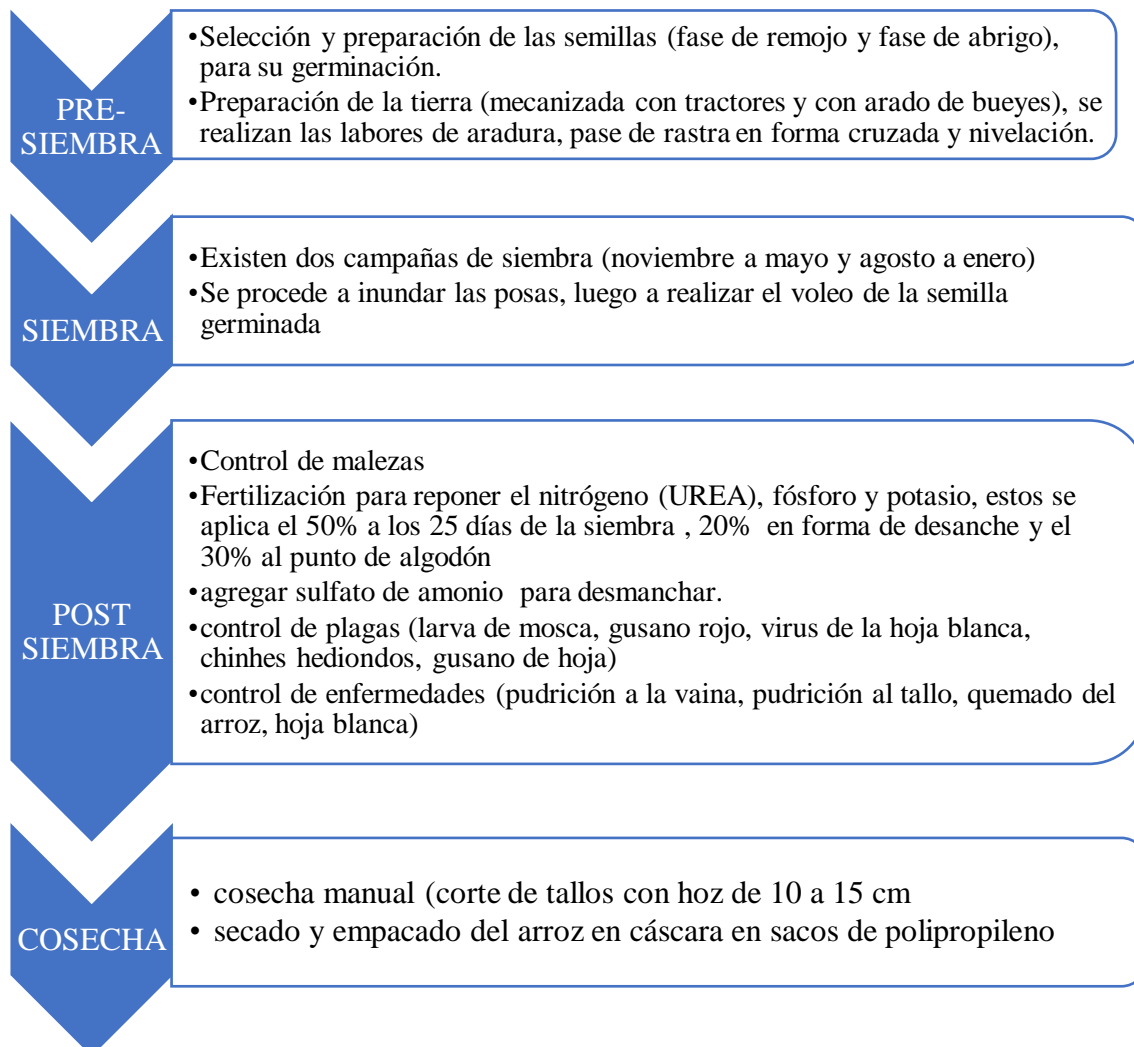 PRE-
SIEMBRA
•Selección y preparación de las semillas (fase de remojo y fase de abrigo),
para su germinación.
•Preparación de la tierra (mecanizada con tractores y con arado de bueyes), se
realizan las labores de aradura, pase de rastra en forma cruzada y nivelación.
SIEMBRA
•Existen dos campañas de siembra (noviembre a mayo y agosto a enero)
•Se procede a inundar las posas, luego a realizar el voleo de la semilla
germinada
POST
SIEMBRA
•Control de malezas
•Fertilización para reponer el nitrógeno (UREA), fósforo y potasio, estos se
aplica el 50% a los 25 días de la siembra , 20% en forma de desanche y el
30% al punto de algodón
•agregar sulfato de amonio para desmanchar.
•control de plagas (larva de mosca, gusano rojo, virus de la hoja blanca,
chinhes hediondos, gusano de hoja)
•control de enfermedades (pudrición a la vaina, pudrición al tallo, quemado del
arroz, hoja blanca)
COSECHA
• cosecha manual (corte de tallos con hoz de 10 a 15 cm
• secado y empacado del arroz en cáscara en sacos de polipropileno